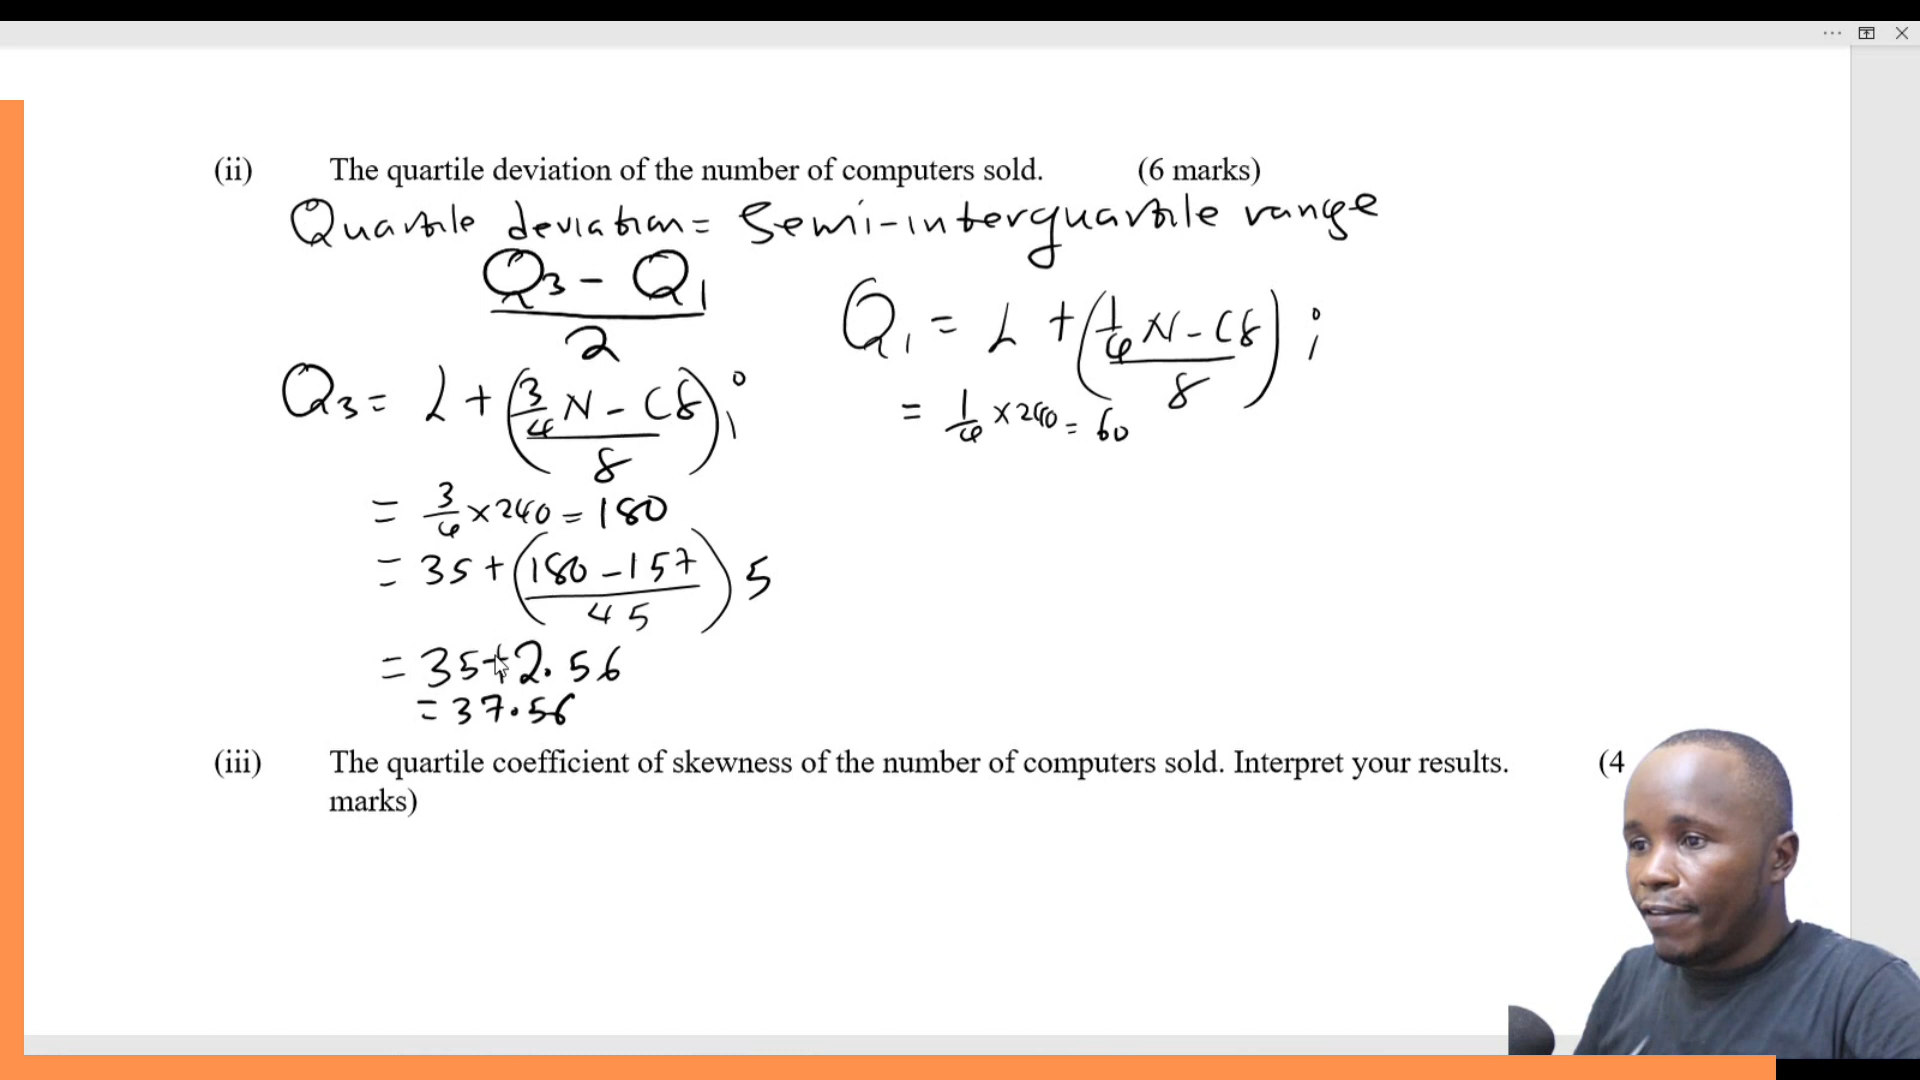 (ii) The quartile deviation of the number of computers sold. (6 marks)
Quartile deviation = Semi-interquartile range
Q3 - Q1
2
Q3 = L + (3/4 N - Cf) i
f
= 3/4 x 240 = 180
= 35 + (180 - 157) 5
45
= 35 + 2.56
= 37.56
Q1 = L + (1/4 N - Cf) i
f
= 1/4 x 240 = 60
(iii) The quartile coefficient of skewness of the number of computers sold. Interpret your results. (4
marks)